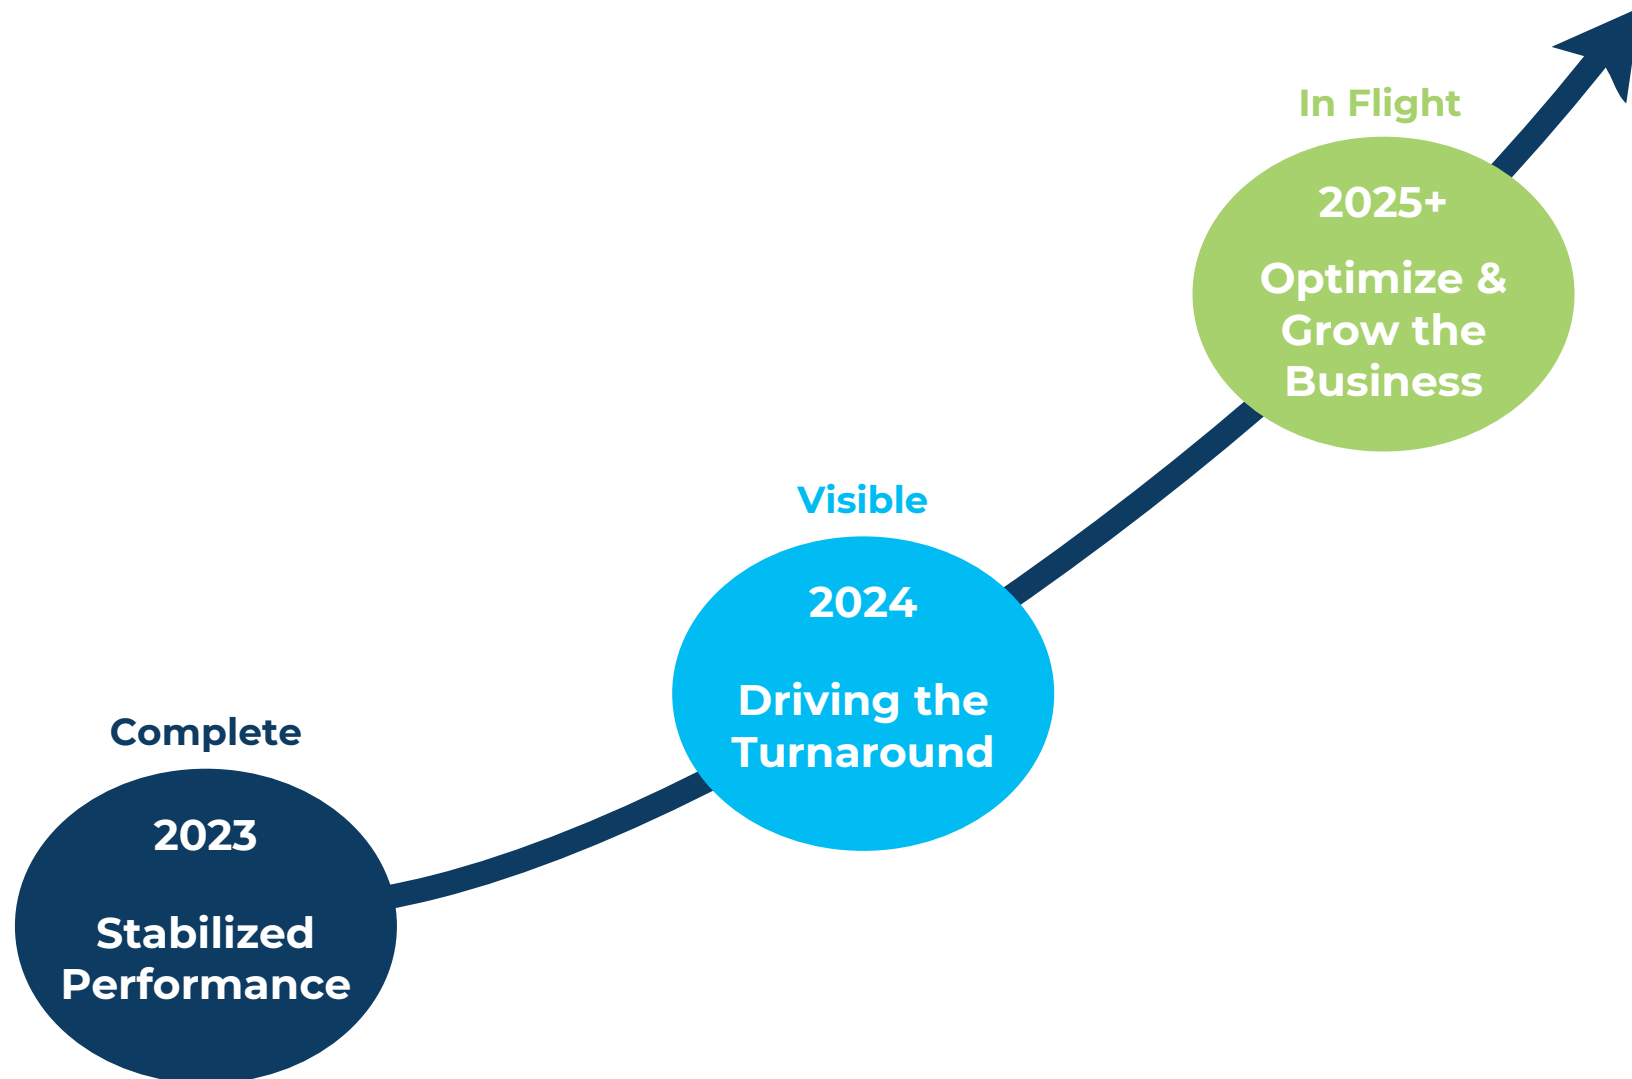 In Flight
2025+
Optimize &
Grow the
Business
Visible
2024
Driving the
Turnaround
Complete
2023
Stabilized
Performance